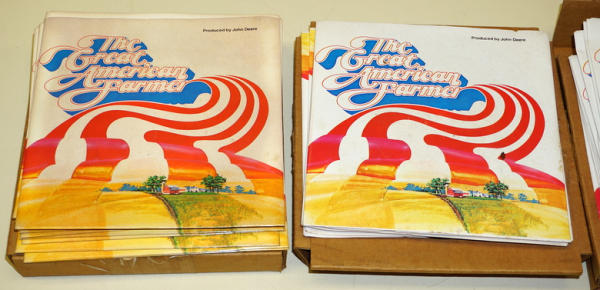 Produced by John Deere
The
Great
American
Farmer
Produced by John Deere
The
Great
American
Farmer